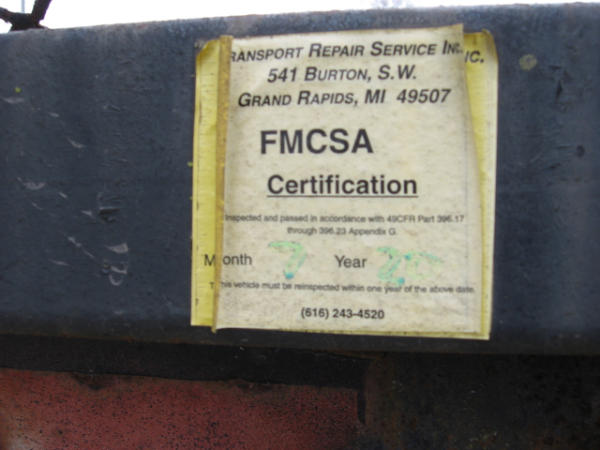 RANSPORT REPAIR SERVICE INC.
IC.
541 BURTON, S.W.
GRAND RAPIDS, MI 49507
FMCSA
Certification
Inspected and passed in accordance with 49CFR Part 396.17
through 396.23 Appendix G.
Month 7 Year
This vehicle must be reinspected within one year of the above date.
(616) 243-4520